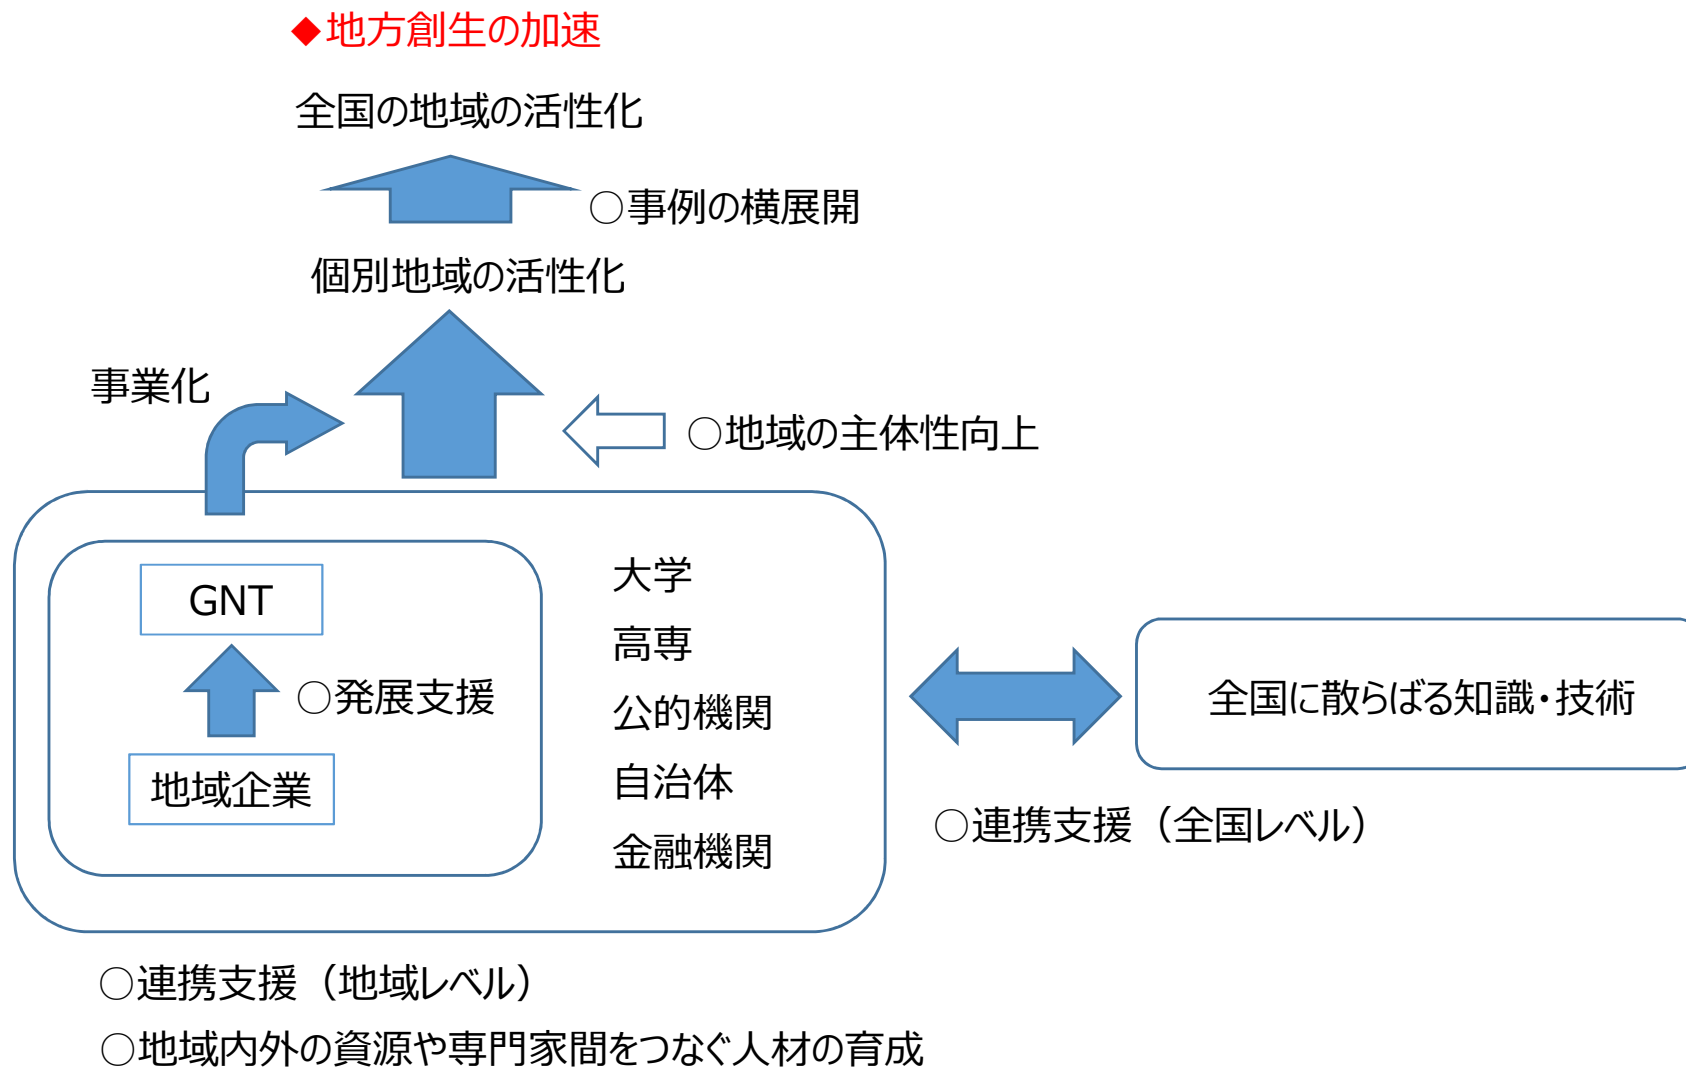 ◆地方創生の加速
全国の地域の活性化
○事例の横展開
個別地域の活性化
事業化
○地域の主体性向上
GNT
○発展支援
地域企業
大学
高専
公的機関
自治体
金融機関
全国に散らばる知識・技術
○連携支援（全国レベル）
○連携支援（地域レベル）
○地域内外の資源や専門家間をつなぐ人材の育成